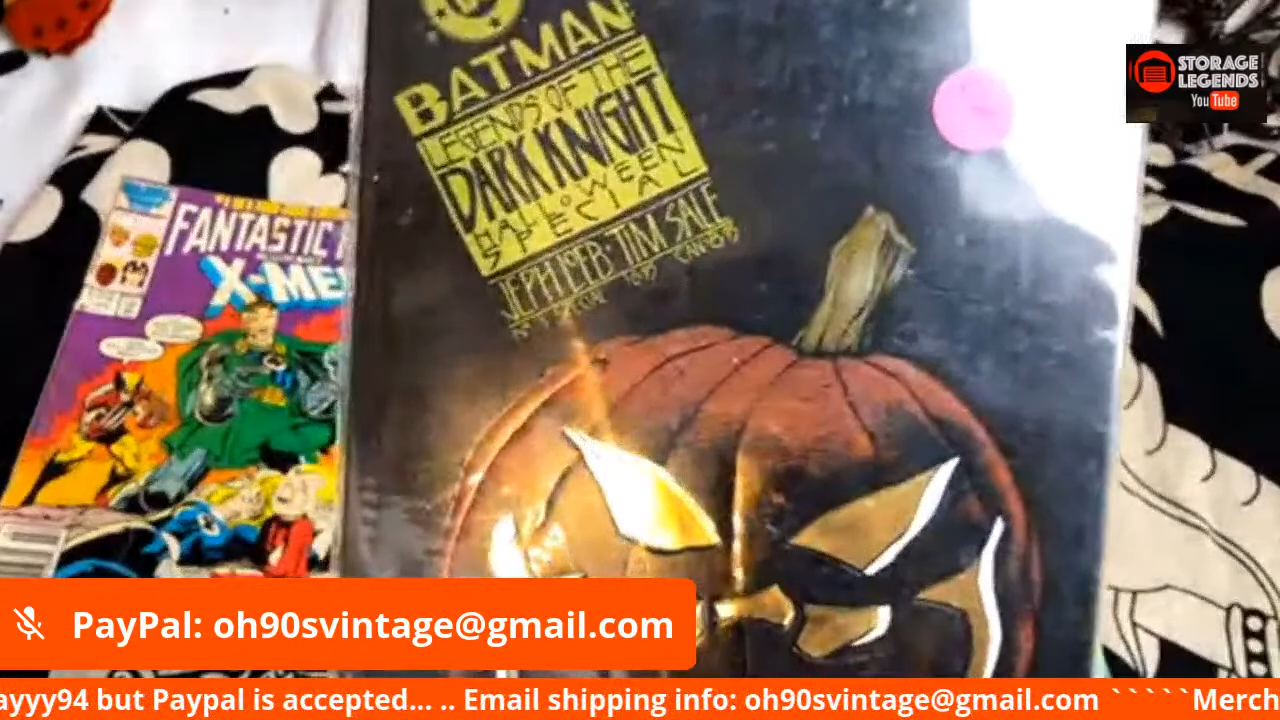 BATMAN
LEGENDS OF THE
DARK KNIGHT
HALLOWEEN
SPECIAL
JEPH LOEB · TIM SALE
FANTASTIC
X-ME
STORAGE
LEGENDS
YouTube
PayPal: oh90svintage@gmail.com
ayyy94 but Paypal is accepted... .. Email shipping info: oh90svintage@gmail.com `````Merch